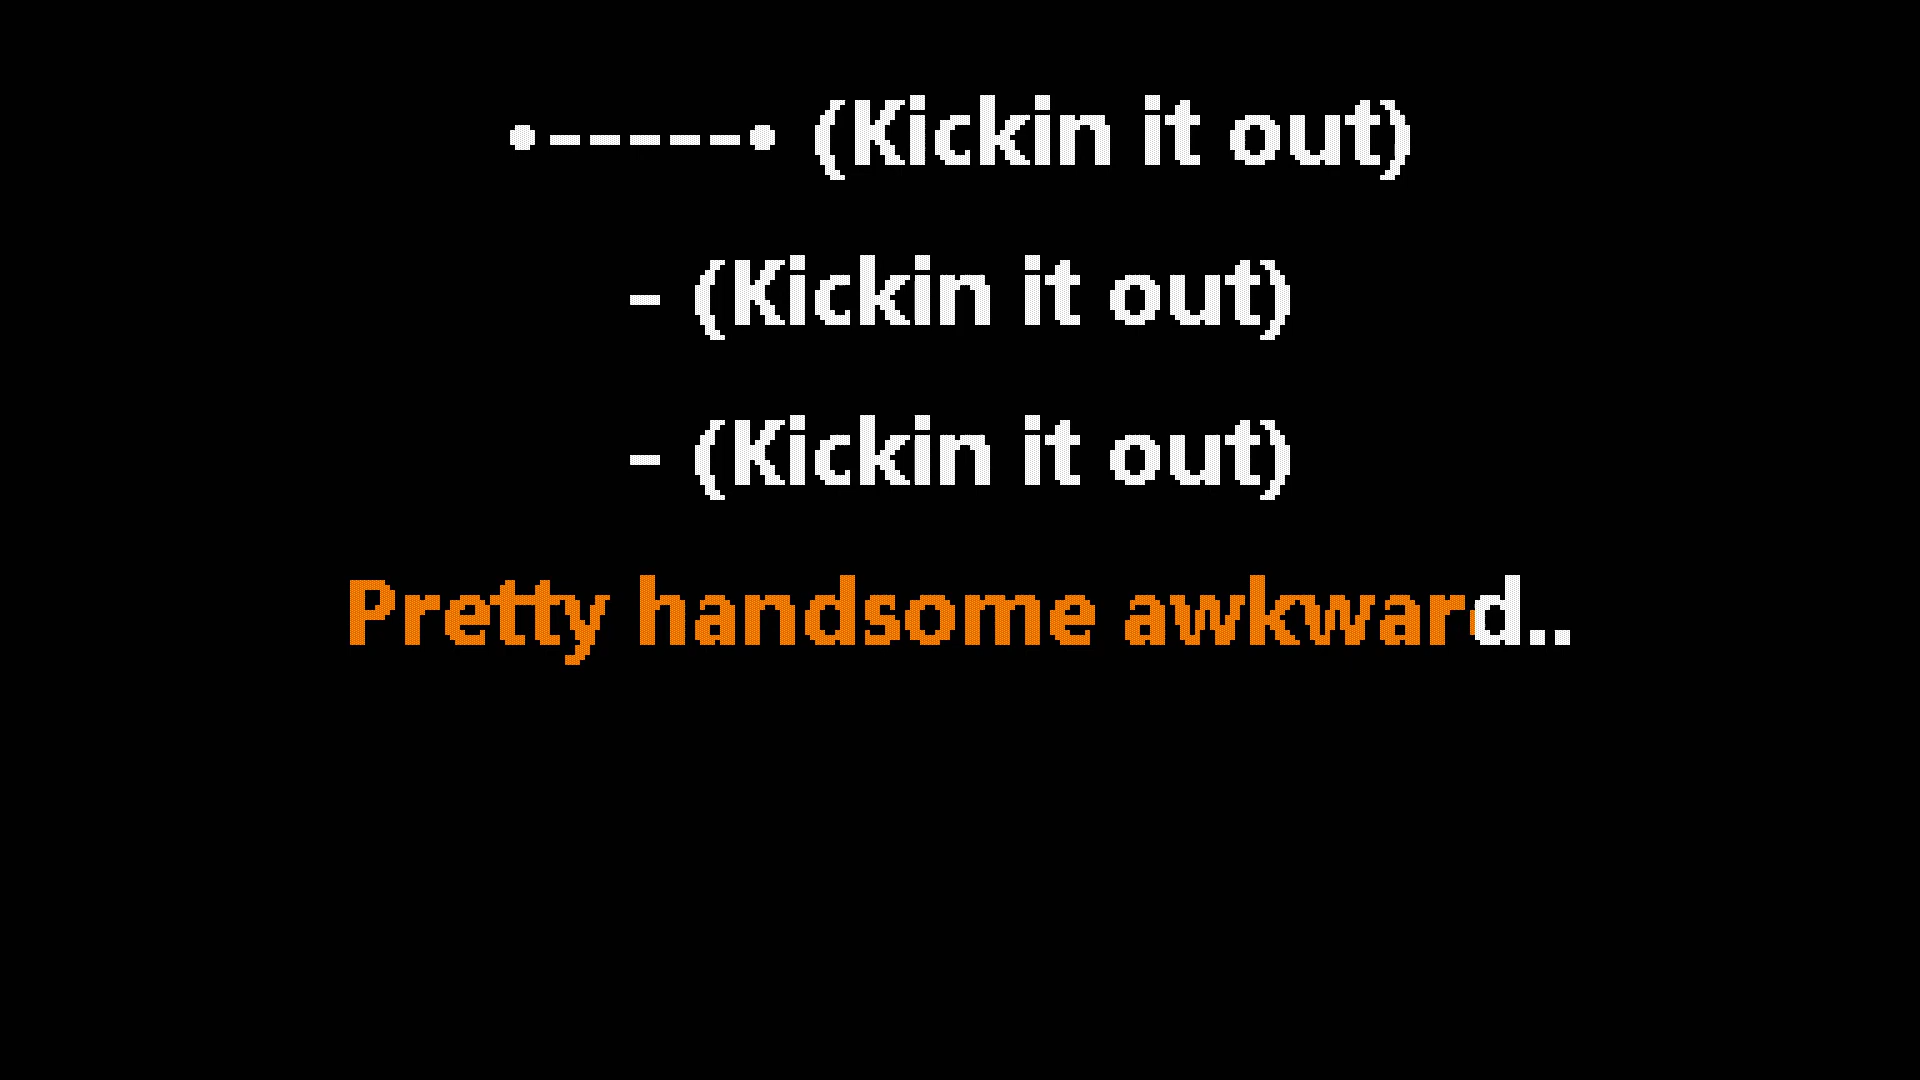 •-----• (Kickin it out)
- (Kickin it out)
- (Kickin it out)
Pretty handsome awkward..